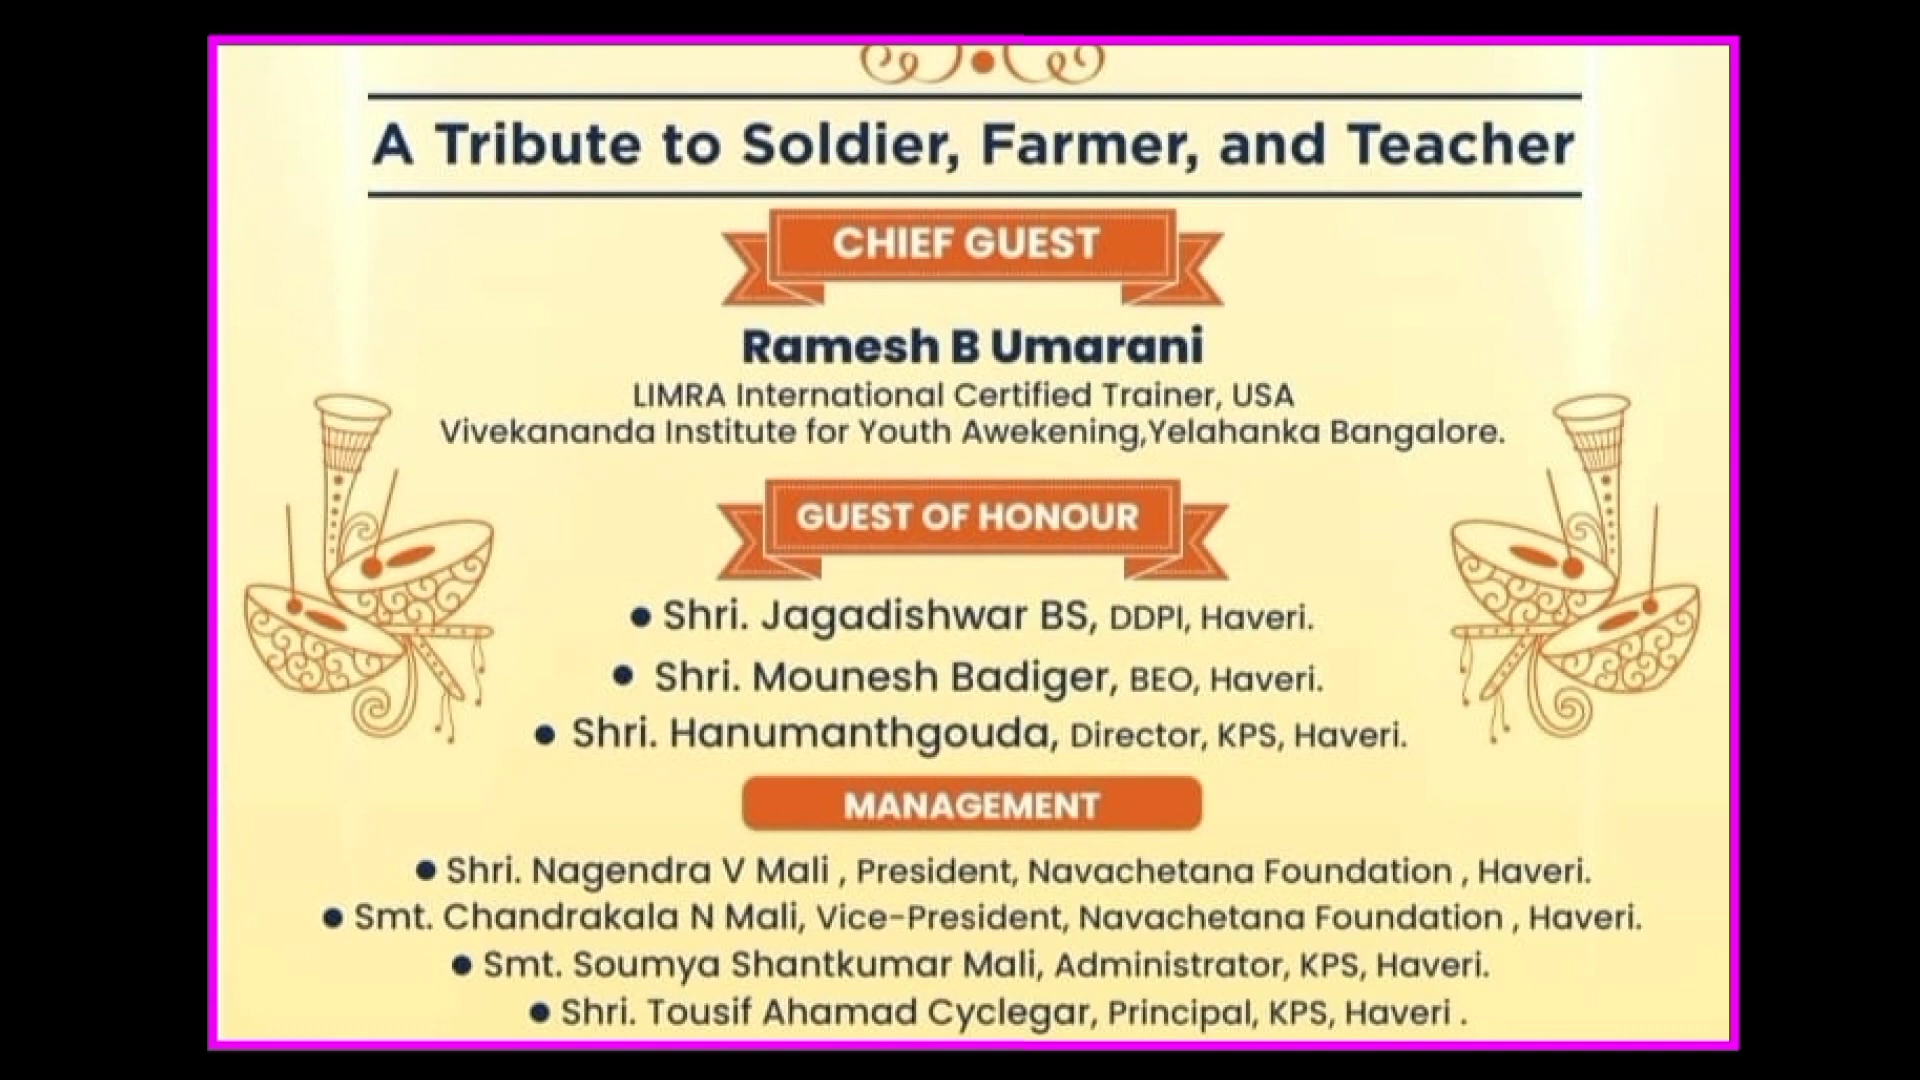 A Tribute to Soldier, Farmer, and Teacher
CHIEF GUEST
Ramesh B Umarani
LIMRA International Certified Trainer, USA
Vivekananda Institute for Youth Awekening,Yelahanka Bangalore.
GUEST OF HONOUR
● Shri. Jagadishwar BS, DDPI, Haveri.
● Shri. Mounesh Badiger, BEO, Haveri.
● Shri. Hanumanthgouda, Director, KPS, Haveri.
MANAGEMENT
● Shri. Nagendra V Mali , President, Navachetana Foundation , Haveri.
● Smt. Chandrakala N Mali, Vice-President, Navachetana Foundation , Haveri.
● Smt. Soumya Shantkumar Mali, Administrator, KPS, Haveri.
● Shri. Tousif Ahamad Cyclegar, Principal, KPS, Haveri .